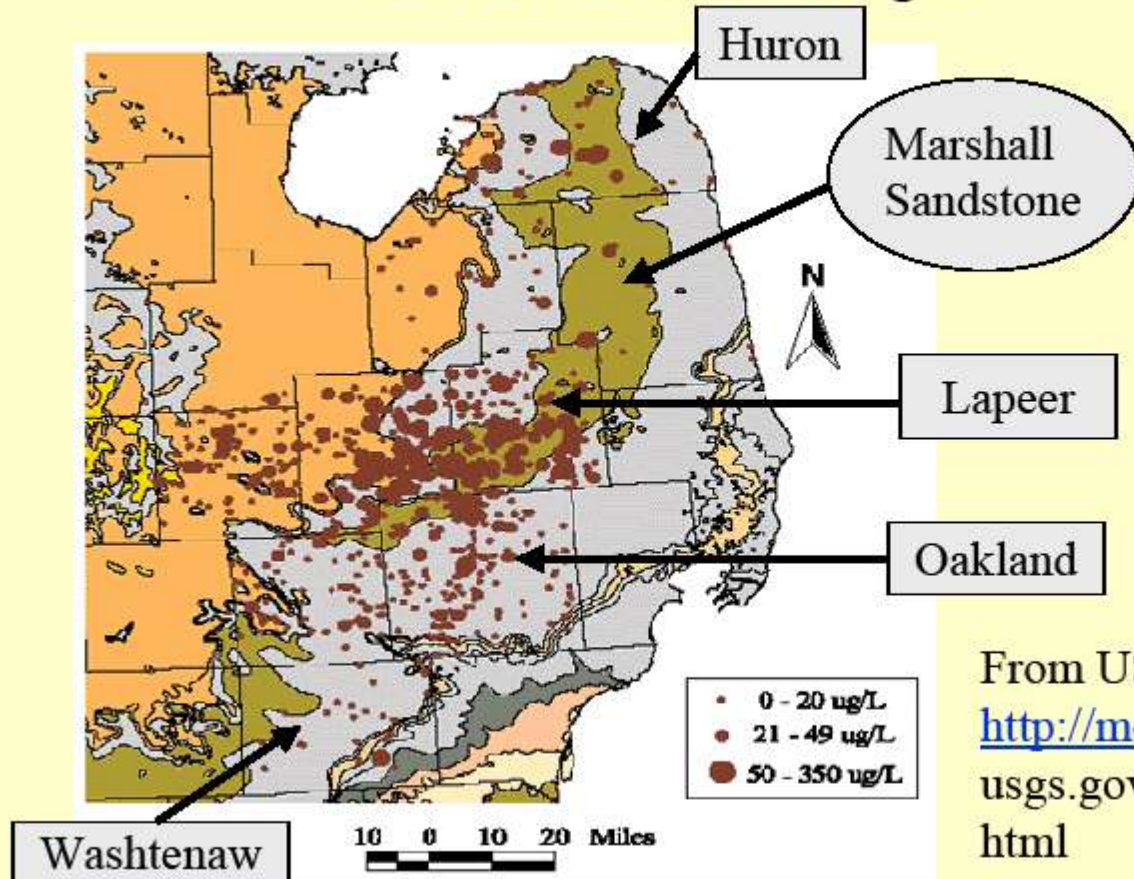 Huron
Marshall
Sandstone
N
Lapeer
Oakland
0 - 20 ug/L
21 - 49 ug/L
50 - 350 ug/L
From U
http://m
usgs.gov
html
10 0 10 20 Miles
Washtenaw